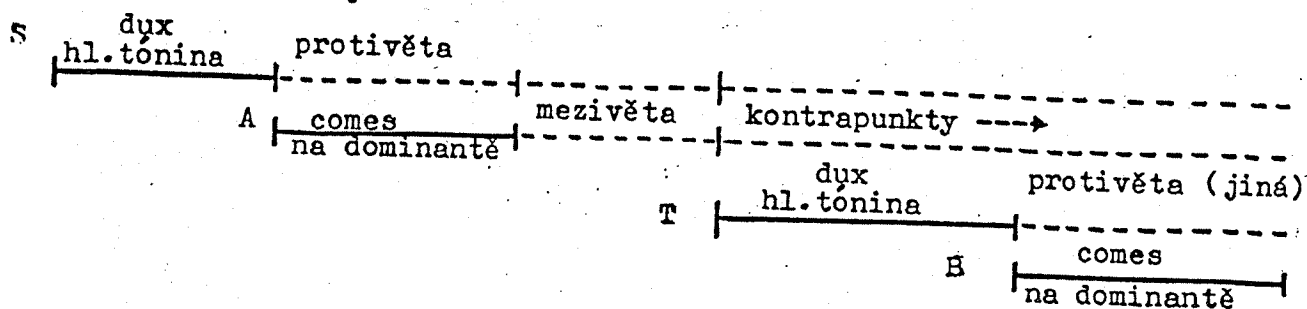 S
dux
hl.tónina
protivěta
A
comes
na dominantě
mezivěta
kontrapunkty
T
dux
hl.tónina
protivěta (jiná)
B
comes
na dominantě